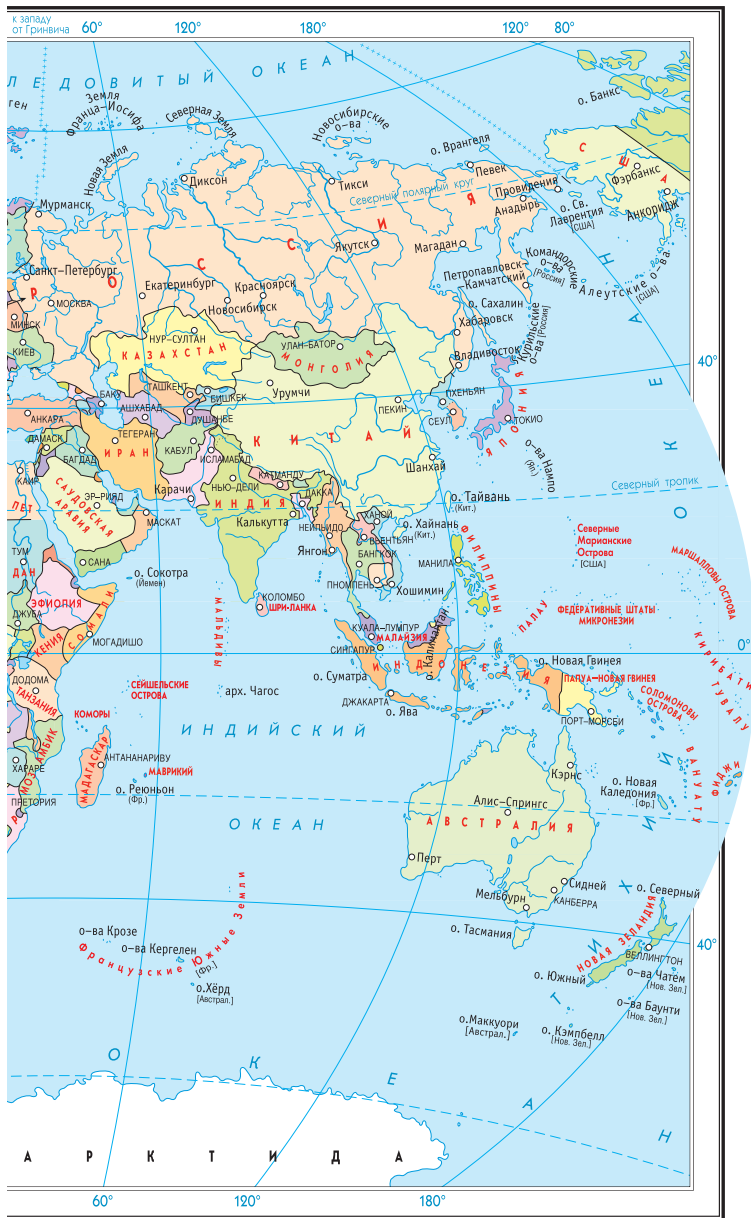 к западу
от Гринвича
60°
120°
180°
120°
80°
ЛЕДОВИТЫЙ ОКЕАН
Земля
Франца–Иосифа
Северная Земля
Новосибирские
о–ва
о. Банкс
ген
Новая Земля
о. Врангеля
США
Диксон
Тикси
Певек
Фэрбанкс
Северный полярный круг
Провидения
Мурманск
Анадырь
о. Св.
Лаврентия
[США]
Анкоридж
РОССИЯ
Якутск
Магадан
Санкт–Петербург
Петропавловск–
Камчатский
Командорские
о–ва
[Россия]
Алеутские о–ва
[США]
Екатеринбург
Красноярск
Новосибирск
о. Сахалин
МОСКВА
Хабаровск
Курильские
о–ва [Россия]
МИНСК
НУР–СУЛТАН
УЛАН–БАТОР
КИЕВ
КАЗАХСТАН
МОНГОЛИЯ
Владивосток
40°
ТАШКЕНТ
БАКУ
БИШКЕК
Урумчи
ПЕКИН
ПХЕНЬЯН
АНКАРА
АШХАБАД
ДУШАНБЕ
СЕУЛ
ТОКИО
ЯПОНИЯ
ДАМАСК
ТЕГЕРАН
БАГДАД
ИРАН
КАБУЛ
ИСЛАМАБАД
КИТАЙ
Шанхай
о–ва Нампо
(Яп.)
КАИР
ЭР–РИЯД
Карачи
НЬЮ–ДЕЛИ
КАТМАНДУ
Северный тропик
ПЕТ
САУДОВСКАЯ
АРАВИЯ
ИНДИЯ
ДАККА
о. Тайвань
(Кит.)
МАСКАТ
Калькутта
НЕЙПЬИДО
ХАНОЙ
о. Хайнань
(Кит.)
ТИХИЙ ОКЕАН
Янгон
ВЬЕНТЬЯН
БАНГКОК
Северные
Марианские
Острова
[США]
ТУМ
САНА
МАНИЛА
ФИЛИППИНЫ
МАРШАЛЛОВЫ ОСТРОВА
ДАН
о. Сокотра
(Йемен)
ПНОМПЕНЬ
Хошимин
ЭФИОПИЯ
СОМАЛИ
МАЛЬДИВЫ
КОЛОМБО
ШРИ–ЛАНКА
ПАЛАУ
ФЕДЕРАТИВНЫЕ ШТАТЫ
МИКРОНЕЗИИ
ДЖУБА
КУАЛА–ЛУМПУР
МАЛАЙЗИЯ
КЕНИЯ
МОГАДИШО
СИНГАПУР
о. Калимантан
КИРИБАТИ
0°
о. Новая Гвинея
ИНДОНЕЗИЯ
о. Суматра
ПАПУА–НОВАЯ ГВИНЕЯ
ДОДОМА
ТАНЗАНИЯ
СЕЙШЕЛЬСКИЕ
ОСТРОВА
арх. Чагос
ДЖАКАРТА
о. Ява
СОЛОМОНОВЫ
ОСТРОВА
ТУВАЛУ
КОМОРЫ
ПОРТ–МОРСБИ
ИНДИЙСКИЙ
МОЗАМБИК
МАДАГАСКАР
АНТАНАНАРИВУ
МАВРИКИЙ
ХАРАРЕ
о. Реюньон
(Фр.)
Кэрнс
о. Новая
Каледония
[Фр.]
ВАНУАТУ
ФИДЖИ
ПРЕТОРИЯ
Алис–Спрингс
Р
ОКЕАН
АВСТРАЛИЯ
Перт
Сидней
Мельбурн
КАНБЕРРА
о. Северный
о. Тасмания
НОВАЯ ЗЕЛАНДИЯ
40°
о–ва Крозе
о–ва Кергелен
[Фр.]
Французские Южные Земли
ВЕЛЛИНГТОН
о. Южный
о–ва Чатем
[Нов. Зел.]
о.Хёрд
[Австрал.]
о–ва Баунти
[Нов. Зел.]
о.Маккуори
[Австрал.]
о. Кэмпбелл
[Нов. Зел.]
ОКЕАН
АРКТИДА
60°
120°
180°